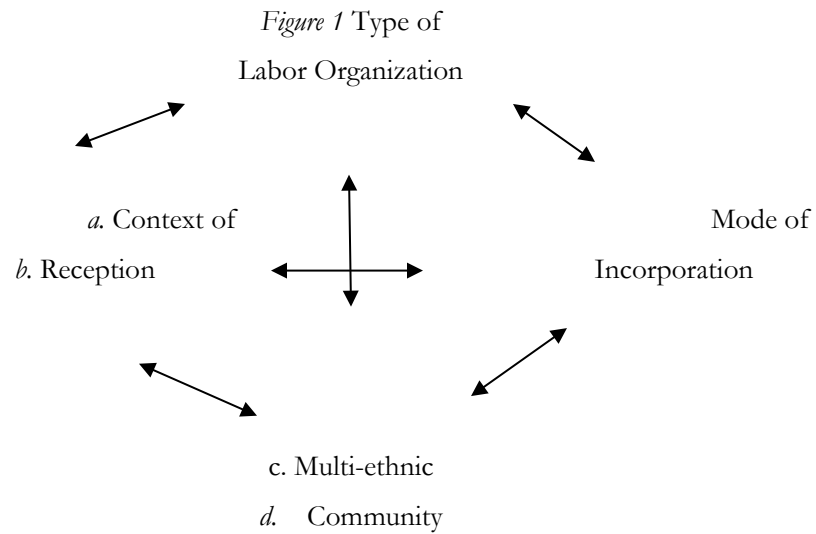 Figure 1 Type of
Labor Organization
a. Context of
Mode of
b. Reception
Incorporation
c. Multi-ethnic
d. Community